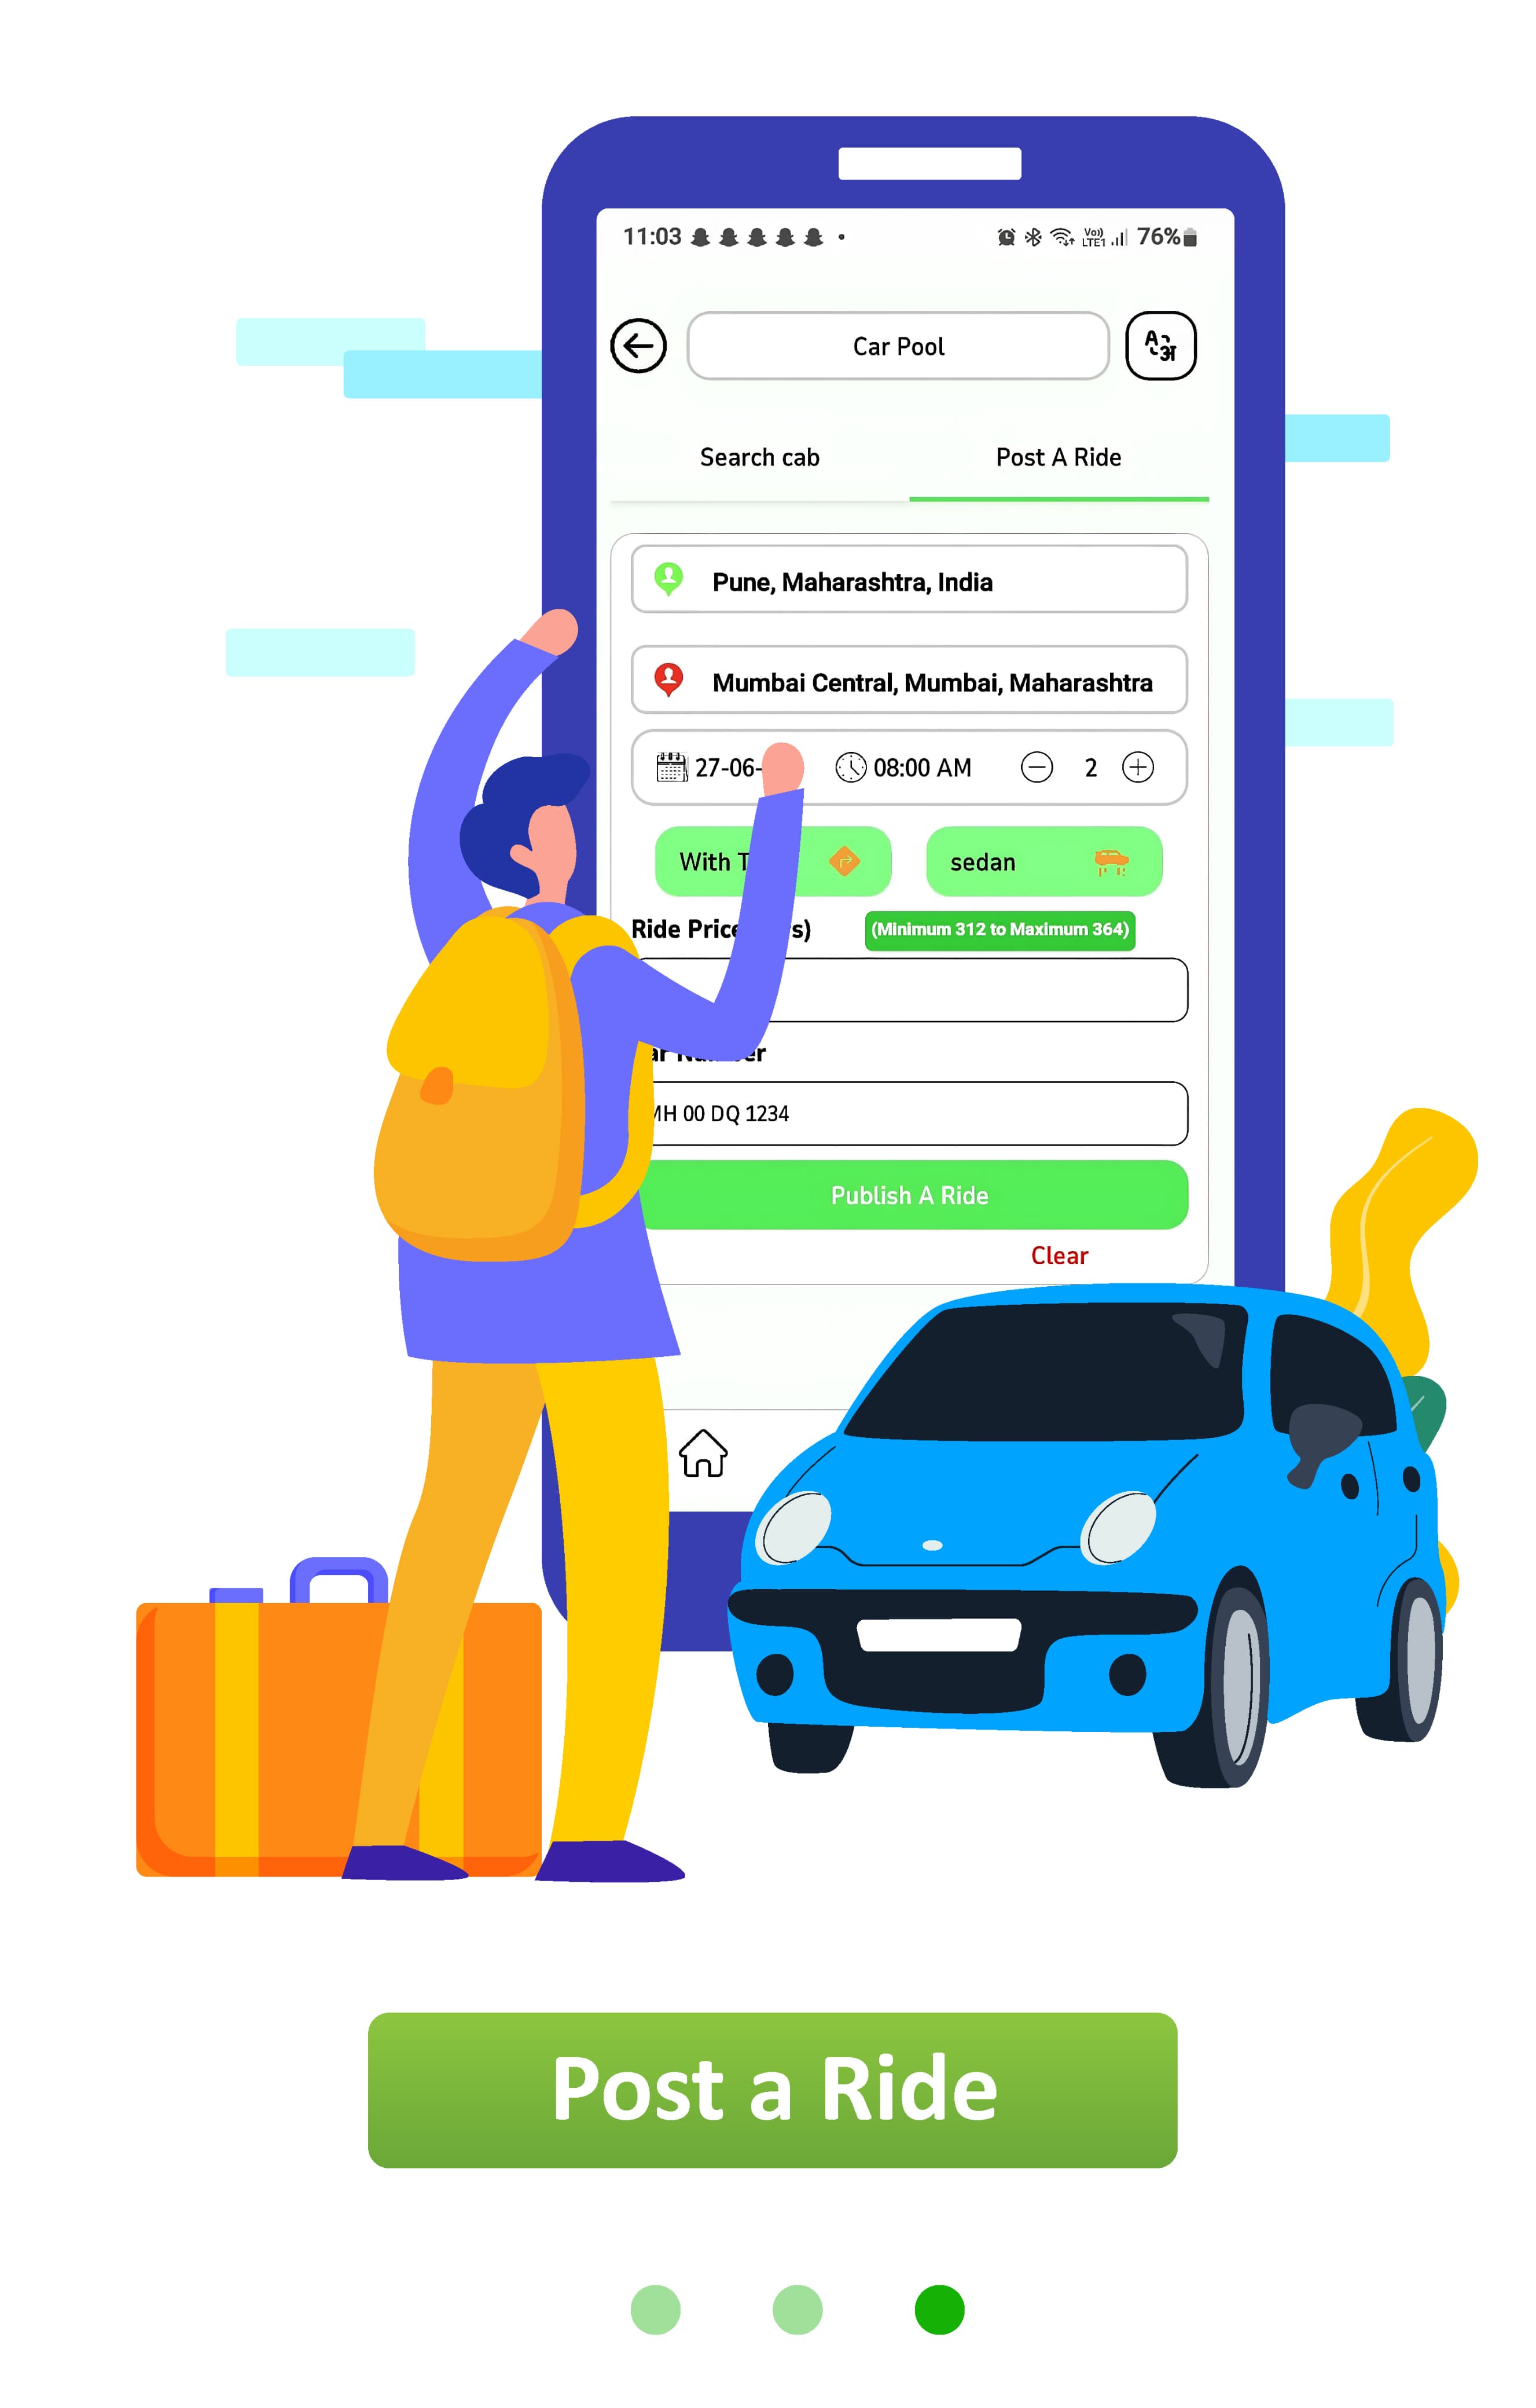 11:03 Vo)) LTE1 76%
Car Pool A अ
Search cab Post A Ride
Pune, Maharashtra, India
Mumbai Central, Mumbai, Maharashtra
27-06- 08:00 AM 2
With T sedan
Ride Price s) (Minimum 312 to Maximum 364)
MH 00 DQ 1234
Publish A Ride
Clear
Post a Ride